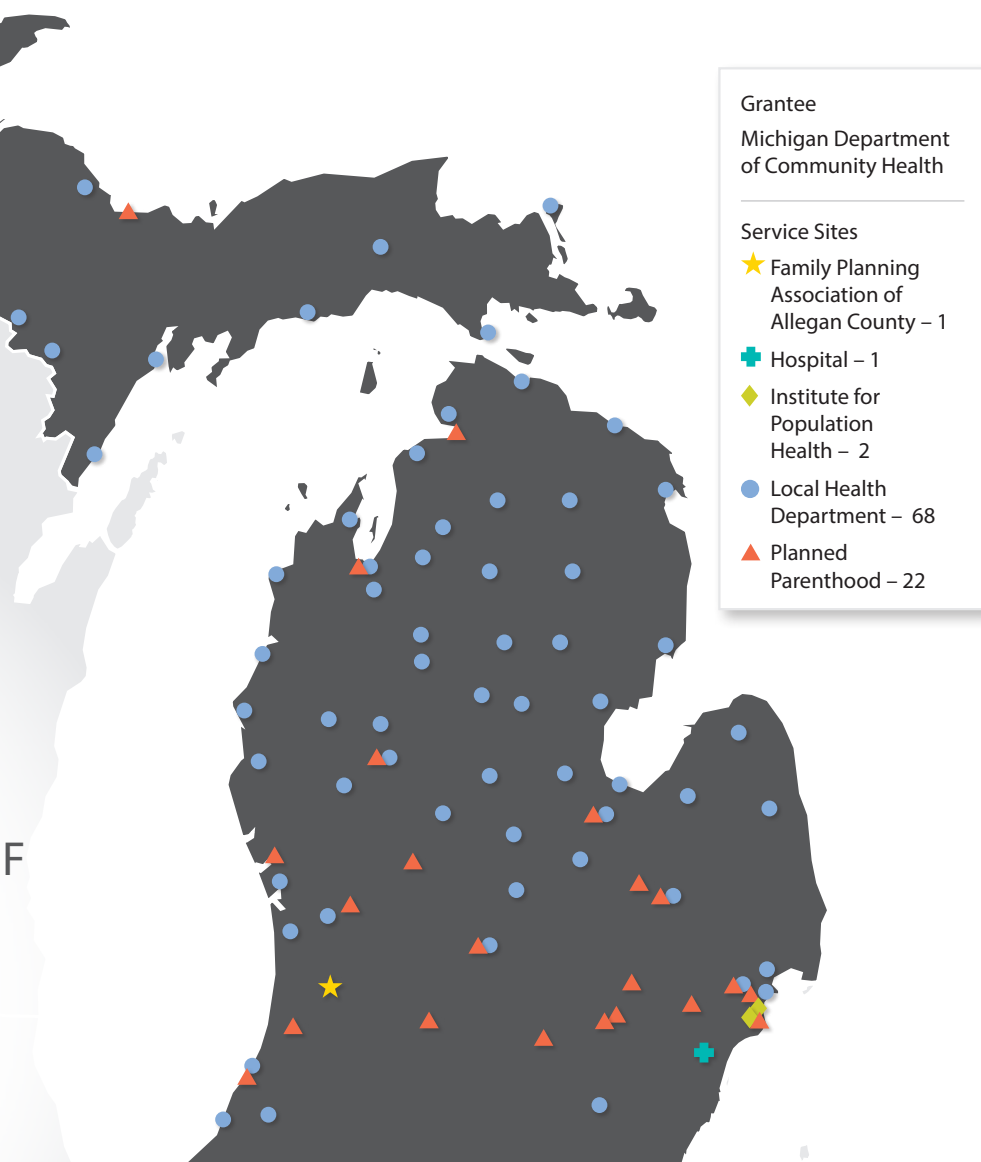 Grantee
Michigan Department
of Community Health
Service Sites
Family Planning
Association of
Allegan County – 1
Hospital – 1
Institute for
Population
Health – 2
Local Health
Department – 68
Planned
Parenthood – 22
F